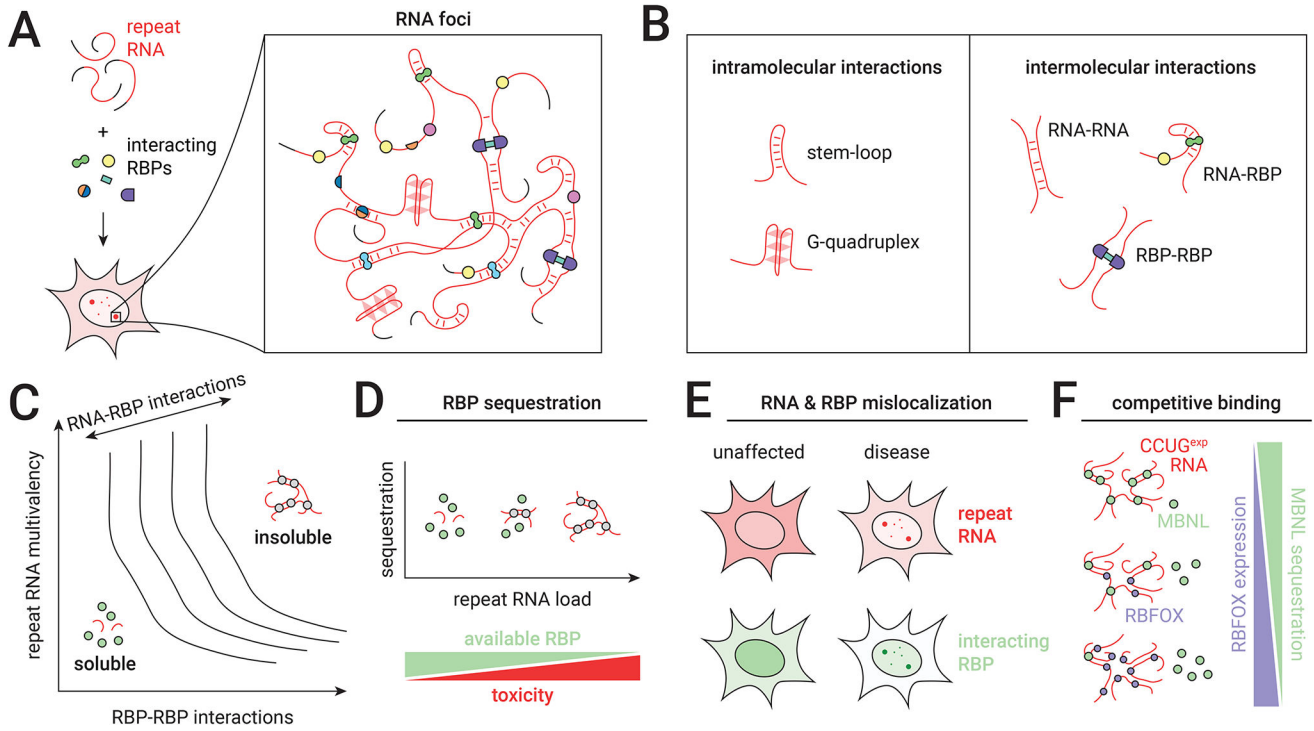 A
repeat
RNA
+
interacting
RBPs
RNA foci
B
intramolecular interactions
stem-loop
G-quadruplex
intermolecular interactions
RNA-RNA
RNA-RBP
RBP-RBP
C
RNA-RBP interactions
repeat RNA multivalency
insoluble
soluble
RBP-RBP interactions
D
RBP sequestration
sequestration
repeat RNA load
available RBP
toxicity
E
RNA & RBP mislocalization
unaffected
disease
repeat
RNA
interacting
RBP
F
competitive binding
CCUGexp
RNA
MBNL
RBFOX
RBFOX expression
MBNL sequestration